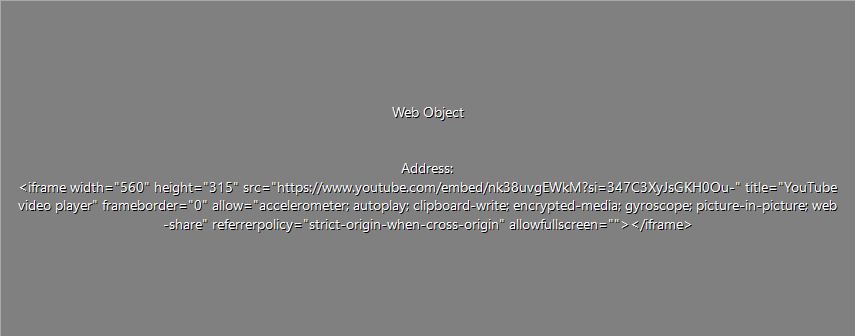 Web Object
Address:
<iframe width="560" height="315" src="https://www.youtube.com/embed/nk38uvgEWkM?si=347C3XyJsGKH0Ou-" title="YouTube
video player" frameborder="0" allow="accelerometer; autoplay; clipboard-write; encrypted-media; gyroscope; picture-in-picture; web
-share" referrerpolicy="strict-origin-when-cross-origin" allowfullscreen=""></iframe>